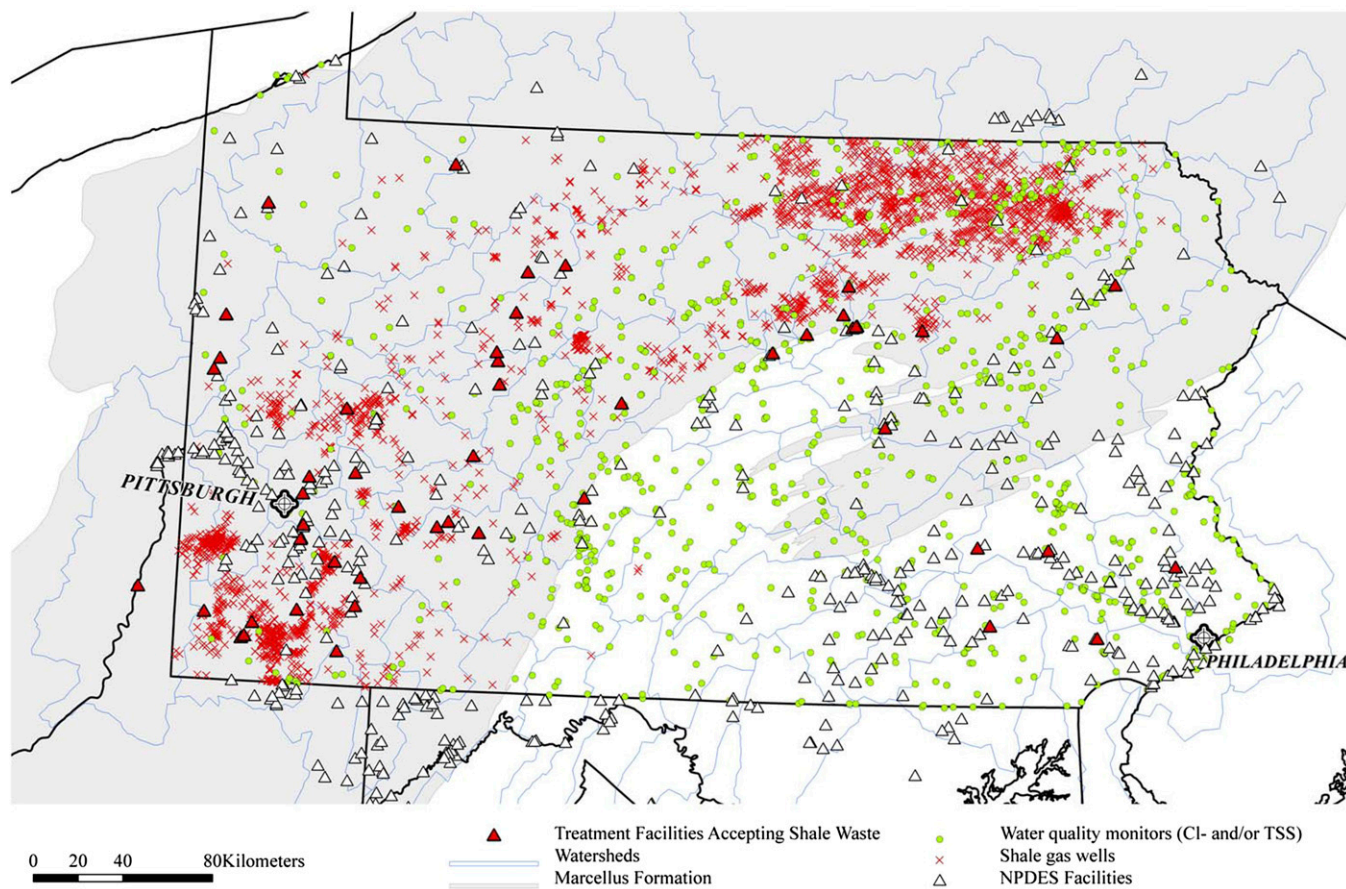 PITTSBURGH
PHILADELPHIA
Treatment Facilities Accepting Shale Waste
Water quality monitors (Cl- and/or TSS)
0 20 40 80Kilometers
Watersheds
Shale gas wells
Marcellus Formation
NPDES Facilities